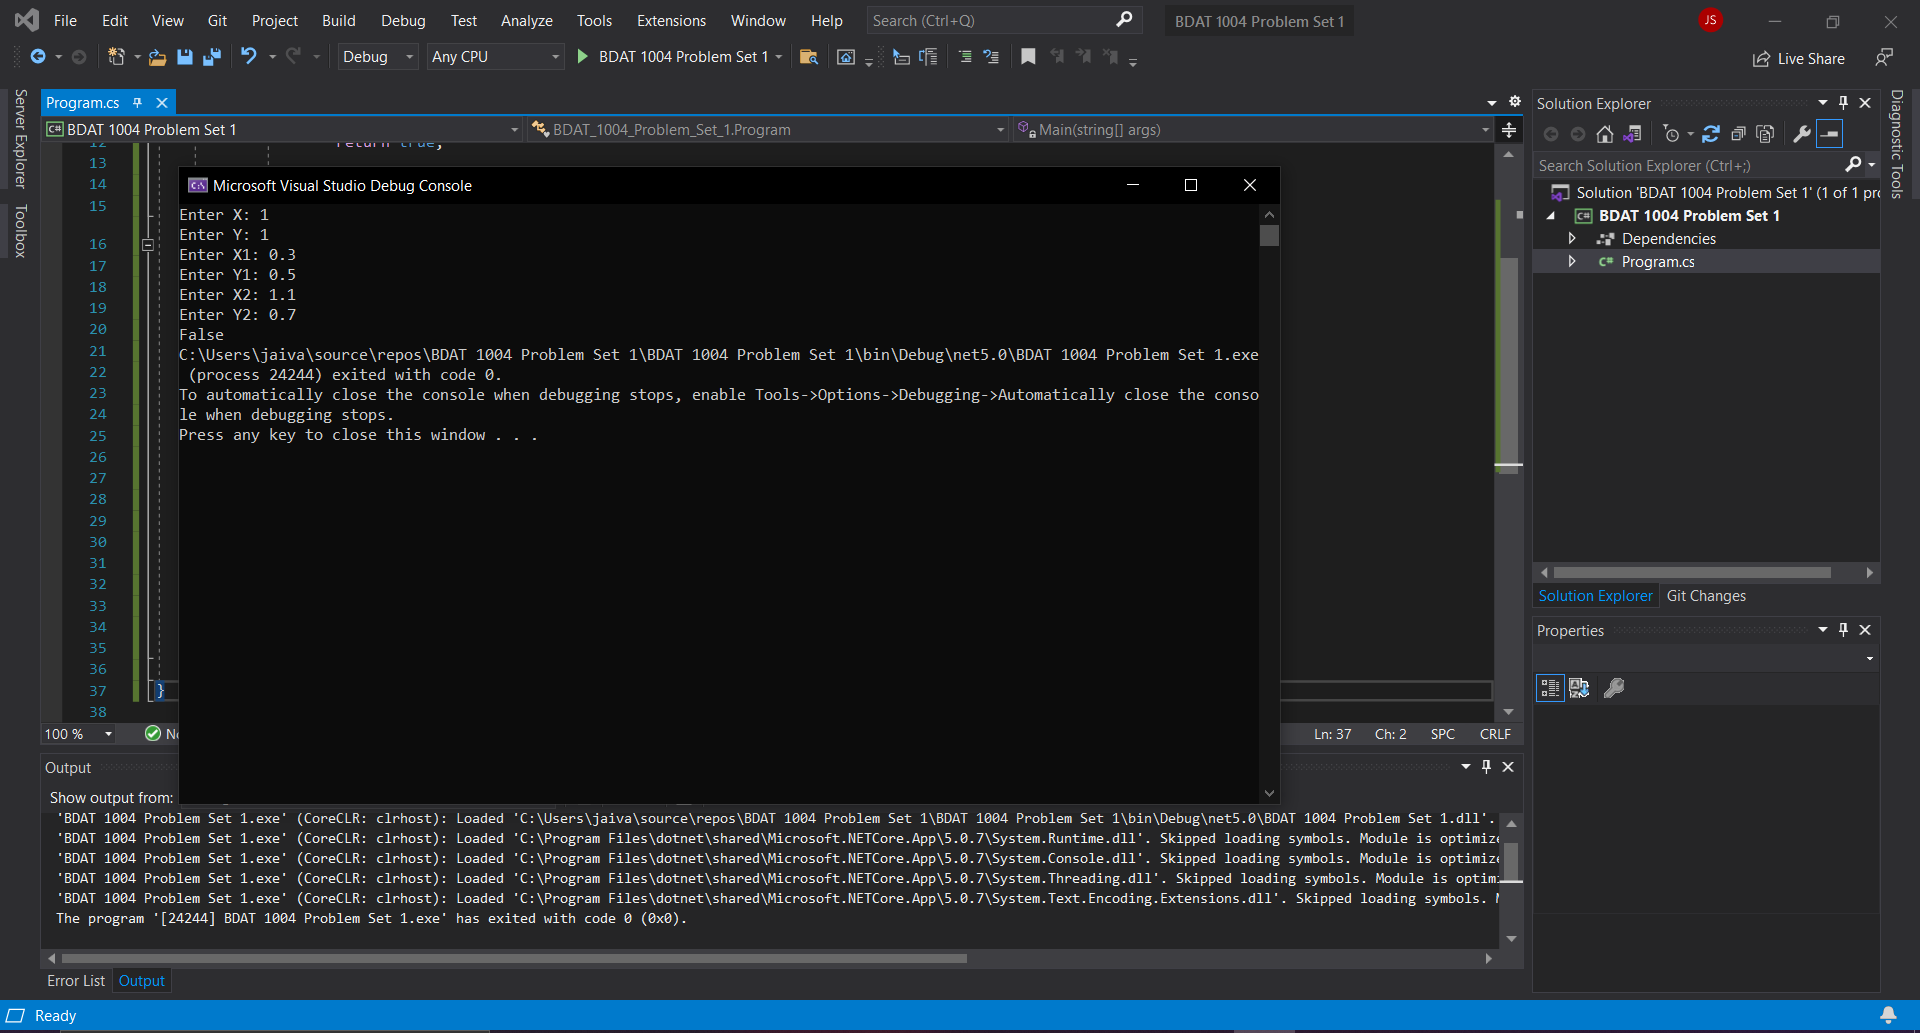 File Edit View Git Project Build Debug Test Analyze Tools Extensions Window Help Search (Ctrl+Q) BDAT 1004 Problem Set 1 JS
Debug Any CPU BDAT 1004 Problem Set 1 Live Share
Server Explorer
Toolbox
Program.cs
BDAT 1004 Problem Set 1 BDAT_1004_Problem_Set_1.Program Main(string[] args)
12 return true;
13
14
15
16
17
18
19
20
21
22
23
24
25
26
27
28
29
30
31
32
33
34
35
36
37 }
38
Microsoft Visual Studio Debug Console
Enter X: 1
Enter Y: 1
Enter X1: 0.3
Enter Y1: 0.5
Enter X2: 1.1
Enter Y2: 0.7
False
C:\Users\jaiva\source\repos\BDAT 1004 Problem Set 1\BDAT 1004 Problem Set 1\bin\Debug\net5.0\BDAT 1004 Problem Set 1.exe
(process 24244) exited with code 0.
To automatically close the console when debugging stops, enable Tools->Options->Debugging->Automatically close the conso
le when debugging stops.
Press any key to close this window . . .
100 % No Ln: 37 Ch: 2 SPC CRLF
Output
Show output from:
'BDAT 1004 Problem Set 1.exe' (CoreCLR: clrhost): Loaded 'C:\Users\jaiva\source\repos\BDAT 1004 Problem Set 1\BDAT 1004 Problem Set 1\bin\Debug\net5.0\BDAT 1004 Problem Set 1.dll'.
'BDAT 1004 Problem Set 1.exe' (CoreCLR: clrhost): Loaded 'C:\Program Files\dotnet\shared\Microsoft.NETCore.App\5.0.7\System.Runtime.dll'. Skipped loading symbols. Module is optimize
'BDAT 1004 Problem Set 1.exe' (CoreCLR: clrhost): Loaded 'C:\Program Files\dotnet\shared\Microsoft.NETCore.App\5.0.7\System.Console.dll'. Skipped loading symbols. Module is optimize
'BDAT 1004 Problem Set 1.exe' (CoreCLR: clrhost): Loaded 'C:\Program Files\dotnet\shared\Microsoft.NETCore.App\5.0.7\System.Threading.dll'. Skipped loading symbols. Module is optimi
'BDAT 1004 Problem Set 1.exe' (CoreCLR: clrhost): Loaded 'C:\Program Files\dotnet\shared\Microsoft.NETCore.App\5.0.7\System.Text.Encoding.Extensions.dll'. Skipped loading symbols. M
The program '[24244] BDAT 1004 Problem Set 1.exe' has exited with code 0 (0x0).
Error List Output
Solution Explorer
Search Solution Explorer (Ctrl+;)
Solution 'BDAT 1004 Problem Set 1' (1 of 1 pro
BDAT 1004 Problem Set 1
Dependencies
Program.cs
Solution Explorer Git Changes
Properties
Diagnostic Tools
Ready